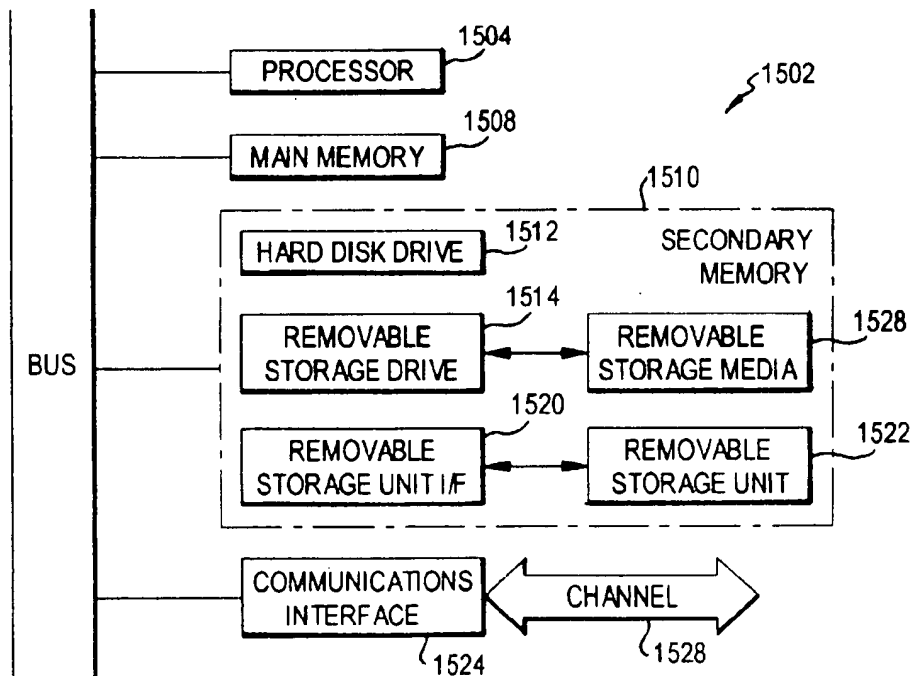 1504
PROCESSOR
1502
1508
MAIN MEMORY
1510
1512
HARD DISK DRIVE
SECONDARY
MEMORY
1514
REMOVABLE
STORAGE DRIVE
1528
REMOVABLE
STORAGE MEDIA
BUS
1520
REMOVABLE
STORAGE UNIT I/F
1522
REMOVABLE
STORAGE UNIT
COMMUNICATIONS
INTERFACE
CHANNEL
1524
1528